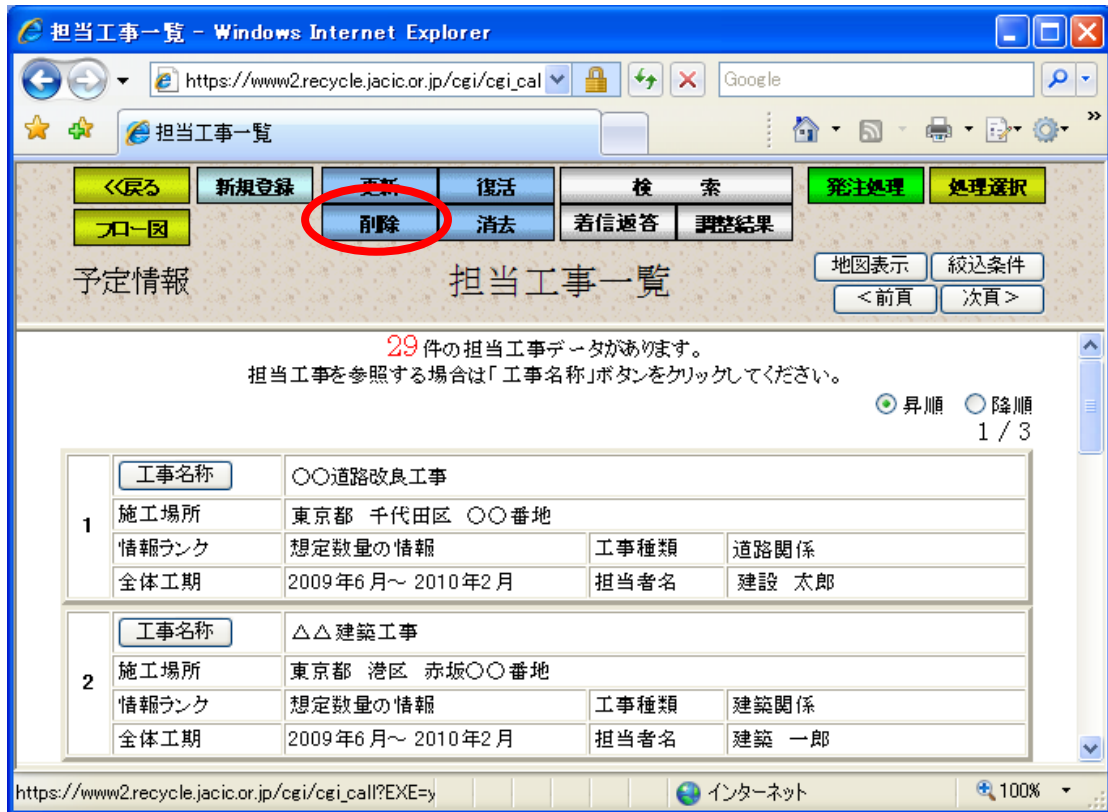 担当工事一覧 - Windows Internet Explorer
https://www2.recycle.jacic.or.jp/cgi/cgi_cal
Google
担当工事一覧
<<戻る 新規登録 更新 復活 検 索 発注処理 処理選択
フロー図 削除 消去 着信返答 調整結果
予定情報 担当工事一覧 地図表示 絞込条件
<前頁 次頁>
29件の担当工事データがあります。
担当工事を参照する場合は「工事名称」ボタンをクリックしてください。
昇順 降順
1 / 3
1
工事名称 〇〇道路改良工事
施工場所 東京都 千代田区 〇〇番地
情報ランク 想定数量の情報 工事種類 道路関係
全体工期 2009年6月～2010年2月 担当者名 建設 太郎
2
工事名称 △△建築工事
施工場所 東京都 港区 赤坂〇〇番地
情報ランク 想定数量の情報 工事種類 建築関係
全体工期 2009年6月～2010年2月 担当者名 建築 一郎
https://www2.recycle.jacic.or.jp/cgi/cgi_call?EXE=y インターネット 100%